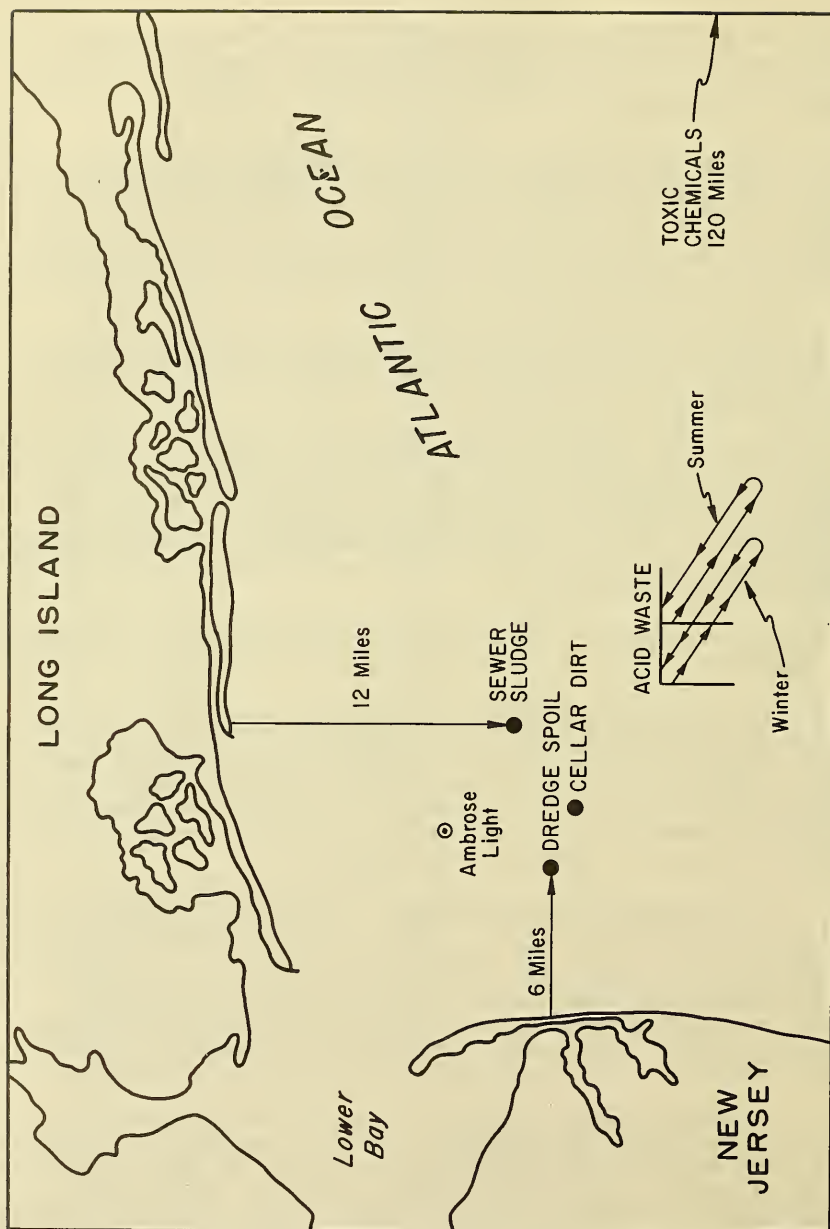 LONG ISLAND
ATLANTIC
OCEAN
12 Miles
Ambrose
Light
SEWER
SLUDGE
6 Miles
DREDGE SPOIL
CELLAR DIRT
Lower
Bay
NEW
JERSEY
ACID WASTE
Summer
Winter
TOXIC
CHEMICALS
120 Miles